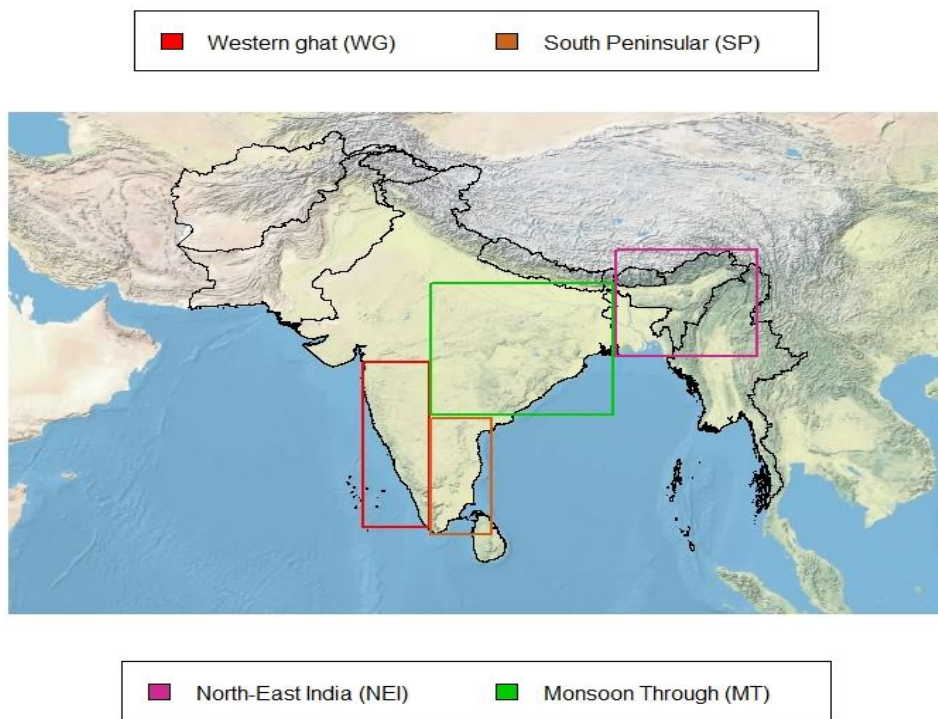 Western ghat (WG) South Peninsular (SP)
North-East India (NEI) Monsoon Through (MT)